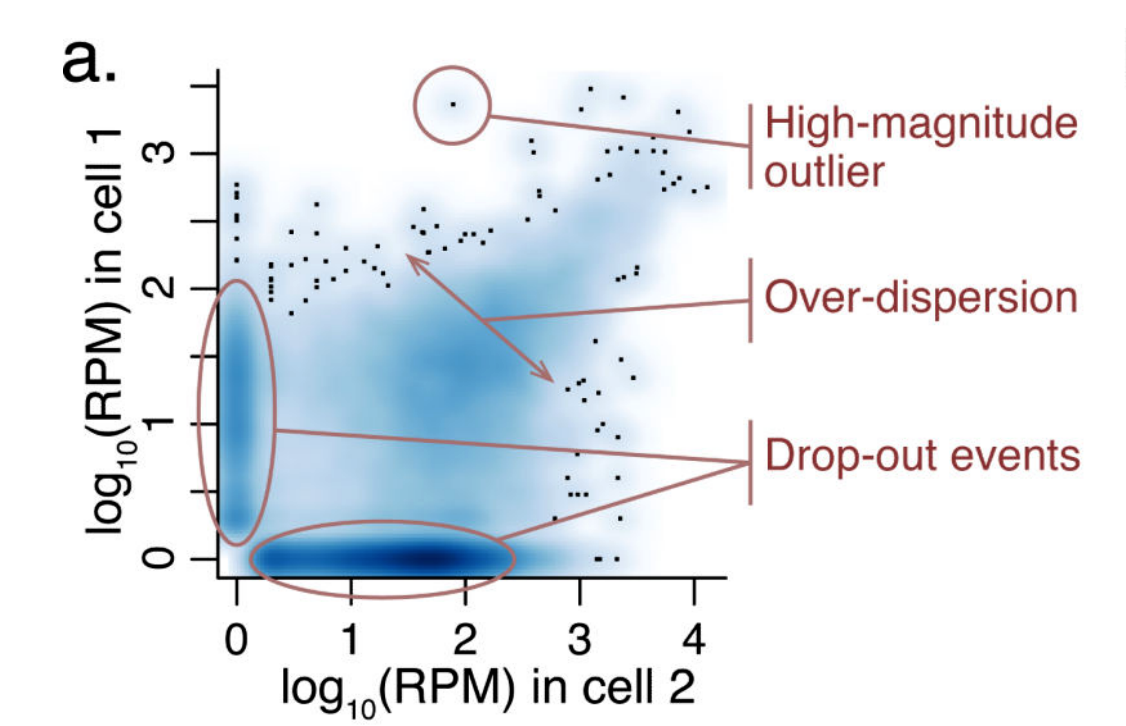 a.
High-magnitude
outlier
Over-dispersion
Drop-out events
log₁₀(RPM) in cell 1
3
2
1
0
0 1 2 3 4
log₁₀(RPM) in cell 2